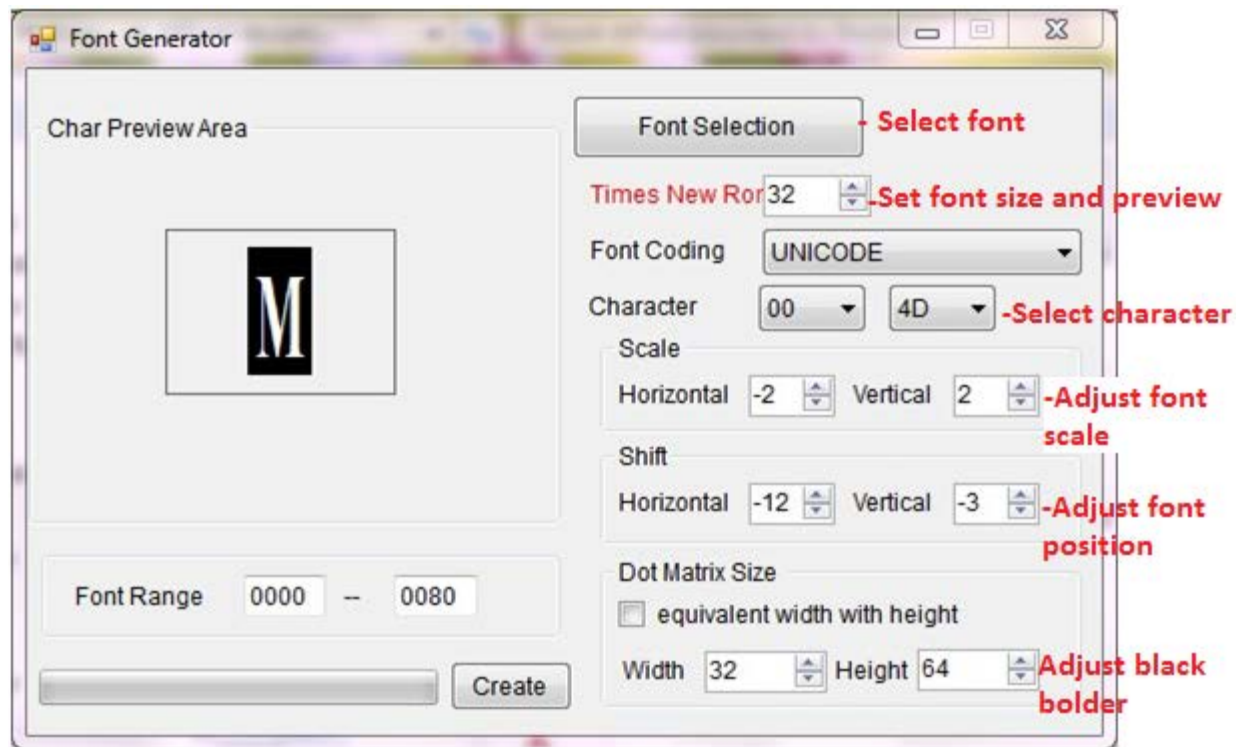 Font Generator
Char Preview Area
M
Font Selection - Select font
Times New Ror 32 -Set font size and preview
Font Coding UNICODE
Character 00 4D -Select character
Scale
Horizontal -2 Vertical 2 -Adjust font
scale
Shift
Horizontal -12 Vertical -3 -Adjust font
position
Font Range 0000 -- 0080
Dot Matrix Size
equivalent width with height
Width 32 Height 64 Adjust black
bolder
Create